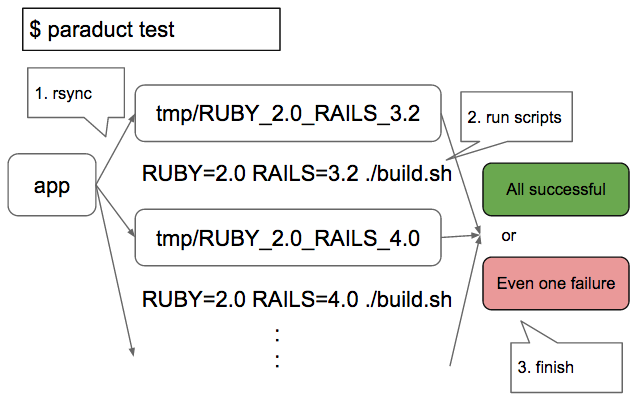 $ paraduct test
1. rsync
tmp/RUBY_2.0_RAILS_3.2
2. run scripts
RUBY=2.0 RAILS=3.2 ./build.sh
app
All successful
tmp/RUBY_2.0_RAILS_4.0
or
Even one failure
RUBY=2.0 RAILS=4.0 ./build.sh
:
:
3. finish